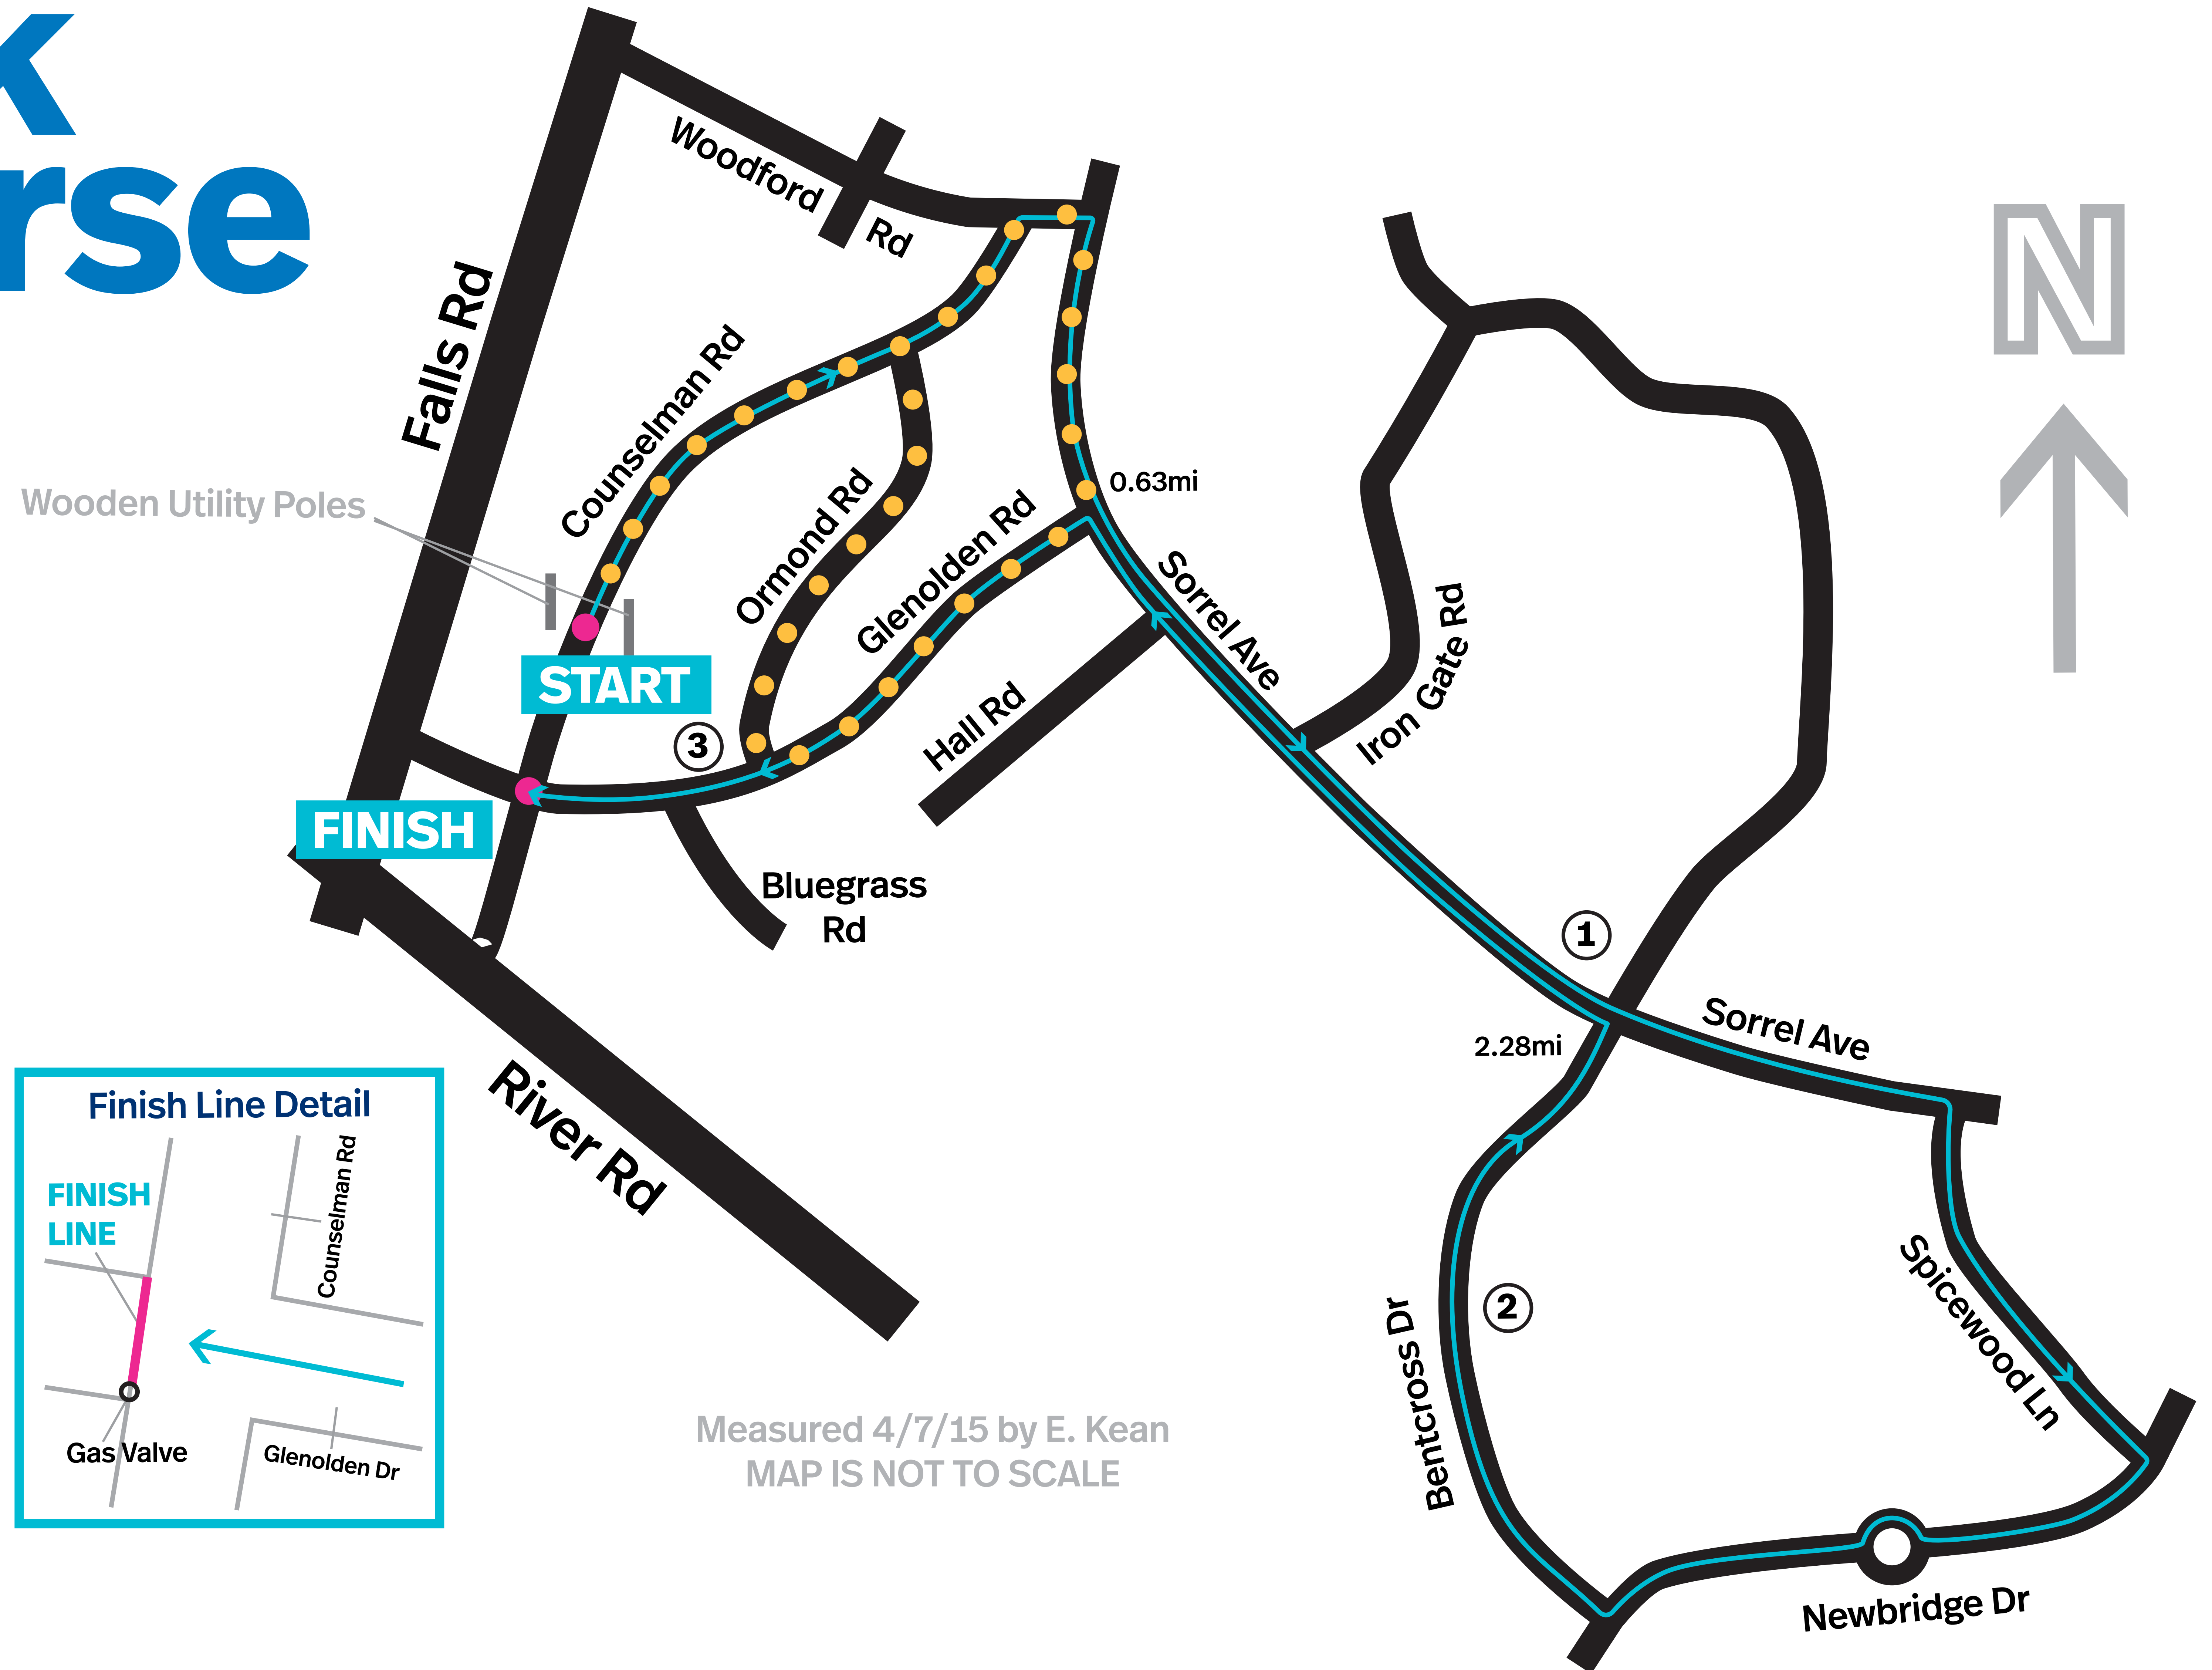 k
rse
Woodford
Rd
Falls Rd
Counselman Rd
Wooden Utility Poles
0.63mi
Ormond Rd
Glenolden Rd
Sorrel Ave
Iron Gate Rd
START
3
Hall Rd
FINISH
Bluegrass
Rd
1
Sorrel Ave
2.28mi
River Rd
Spicewood Ln
2
Bentcross Dr
Newbridge Dr
N
Finish Line Detail
Counselman Rd
FINISH
LINE
Gas Valve
Glenolden Dr
Measured 4/7/15 by E. Kean
MAP IS NOT TO SCALE